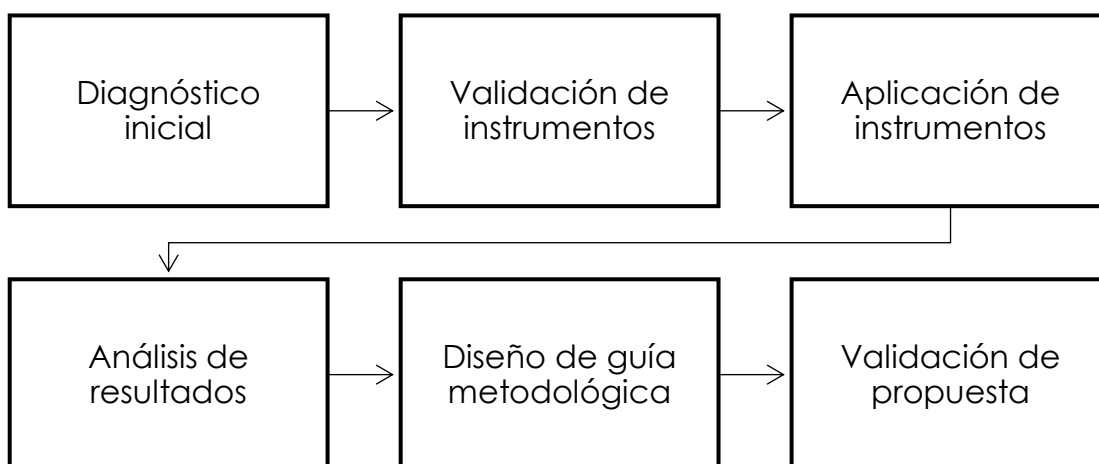 Diagnóstico
inicial
Validación de
instrumentos
Aplicación de
instrumentos
Análisis de
resultados
Diseño de guía
metodológica
Validación de
propuesta